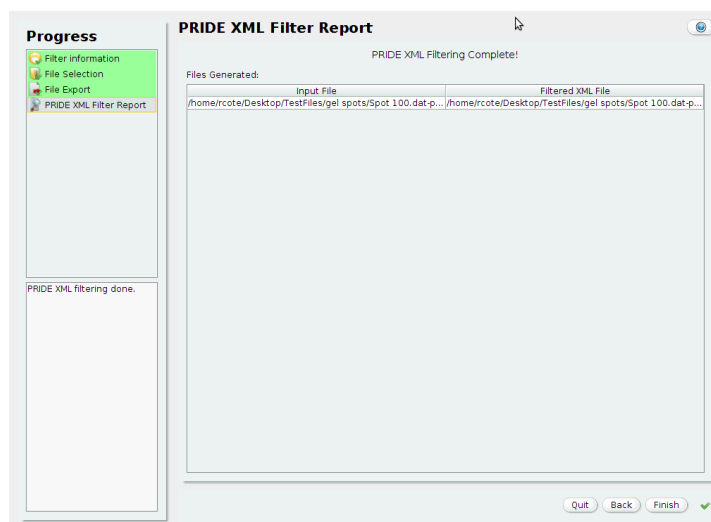 Progress
Filter information
File Selection
File Export
PRIDE XML Filter Report
PRIDE XML filtering done.
PRIDE XML Filter Report
PRIDE XML Filtering Complete!
Files Generated:
Input File Filtered XML File
/home/rcote/Desktop/TestFiles/gel spots/Spot 100.dat-p... /home/rcote/Desktop/TestFiles/gel spots/Spot 100.dat-p...
Quit Back Finish